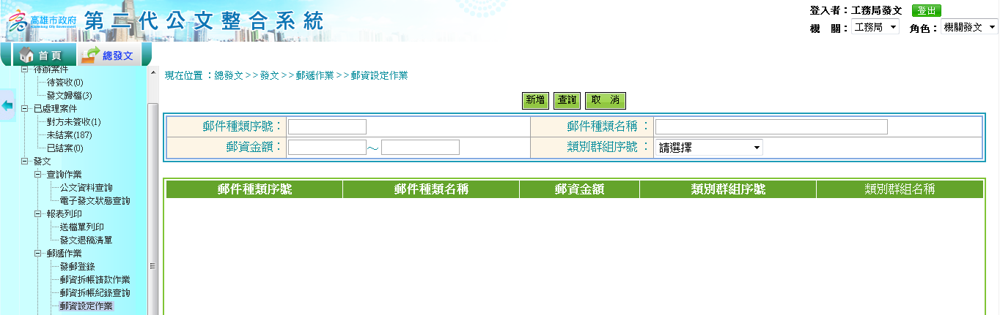 高雄市政府 第二代公文整合系統
登入者：工務局發文 登出
機 關： 工務局 角色： 機關發文
首頁 總發文
待辦案件
待簽收(0)
發文歸檔(3)
已處理案件
對方未簽收(1)
未結案(187)
已結案(0)
發文
查詢作業
公文資料查詢
電子發文狀態查詢
報表列印
送檔單列印
發文退稿清單
郵遞作業
發郵登錄
郵資拆帳請款作業
郵資拆帳紀錄查詢
郵資設定作業
現在位置 ：總發文>>發文>>郵遞作業>>郵資設定作業
新增 查詢 取 消
郵件種類序號： 郵件種類名稱 ：
郵資金額： ～ 類別群組序號 ： 請選擇
郵件種類序號 郵件種類名稱 郵資金額 類別群組序號 類別群組名稱